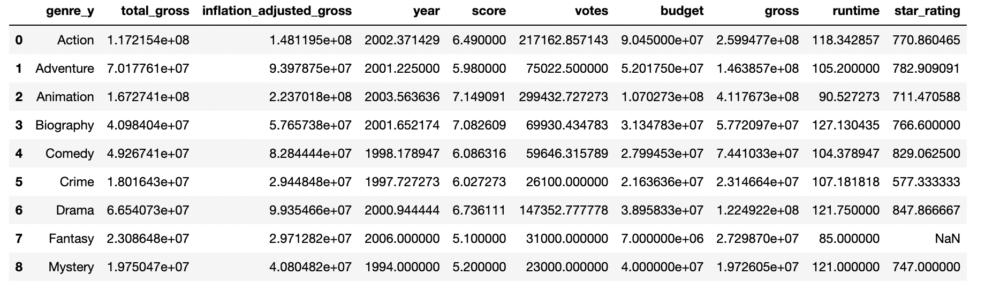 genre_y total_gross inflation_adjusted_gross year score votes budget gross runtime star_rating
0 Action 1.172154e+08 1.481195e+08 2002.371429 6.490000 217162.857143 9.045000e+07 2.599477e+08 118.342857 770.860465
1 Adventure 7.017761e+07 9.397875e+07 2001.225000 5.980000 75022.500000 5.201750e+07 1.463857e+08 105.200000 782.909091
2 Animation 1.672741e+08 2.237018e+08 2003.563636 7.149091 299432.727273 1.070273e+08 4.117673e+08 90.527273 711.470588
3 Biography 4.098404e+07 5.765738e+07 2001.652174 7.082609 69930.434783 3.134783e+07 5.772097e+07 127.130435 766.600000
4 Comedy 4.926741e+07 8.284444e+07 1998.178947 6.086316 59646.315789 2.799453e+07 7.441033e+07 104.378947 829.062500
5 Crime 1.801643e+07 2.944848e+07 1997.727273 6.027273 26100.000000 2.163636e+07 2.314664e+07 107.181818 577.333333
6 Drama 6.654073e+07 9.935466e+07 2000.944444 6.736111 147352.777778 3.895833e+07 1.224922e+08 121.750000 847.866667
7 Fantasy 2.308648e+07 2.971282e+07 2006.000000 5.100000 31000.000000 7.000000e+06 2.729870e+07 85.000000 NaN
8 Mystery 1.975047e+07 4.080482e+07 1994.000000 5.200000 23000.000000 4.000000e+07 1.972605e+07 121.000000 747.000000